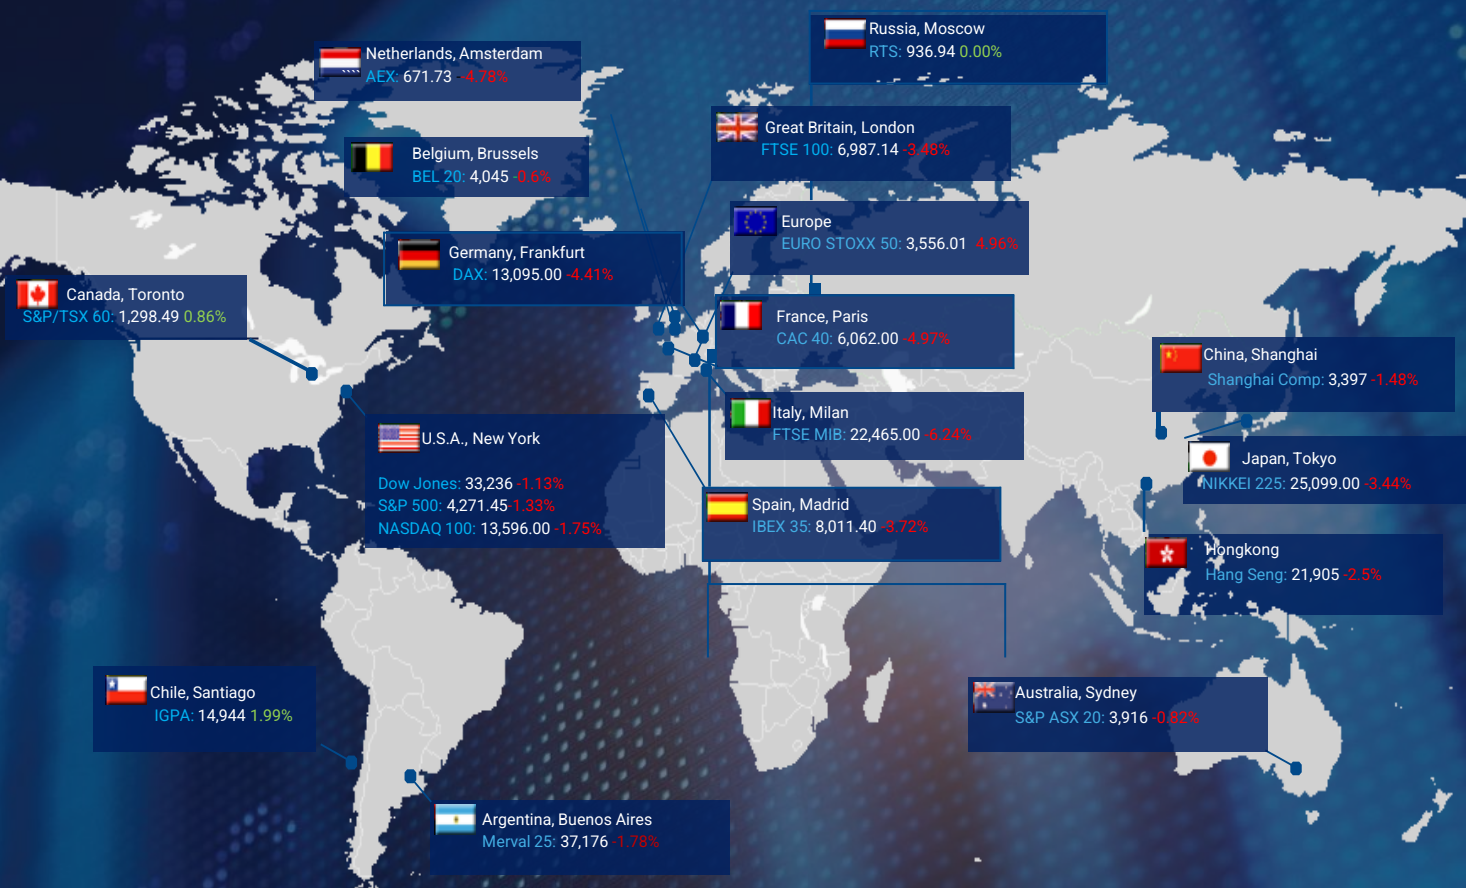 Russia, Moscow
RTS: 936.94 0.00%
Netherlands, Amsterdam
AEX: 671.73 -4.78%
Great Britain, London
FTSE 100: 6,987.14 -3.48%
Belgium, Brussels
BEL 20: 4,045 -0.6%
Europe
EURO STOXX 50: 3,556.01 4.96%
Germany, Frankfurt
DAX: 13,095.00 -4.41%
Canada, Toronto
S&P/TSX 60: 1,298.49 0.86%
France, Paris
CAC 40: 6,062.00 -4.97%
China, Shanghai
Shanghai Comp: 3,397 -1.48%
Italy, Milan
FTSE MIB: 22,465.00 -6.24%
U.S.A., New York
Dow Jones: 33,236 -1.13%
S&P 500: 4,271.45-1.33%
NASDAQ 100: 13,596.00 -1.75%
Japan, Tokyo
NIKKEI 225: 25,099.00 -3.44%
Spain, Madrid
IBEX 35: 8,011.40 -3.72%
Hongkong
Hang Seng: 21,905 -2.5%
Chile, Santiago
IGPA: 14,944 1.99%
Australia, Sydney
S&P ASX 20: 3,916 -0.82%
Argentina, Buenos Aires
Merval 25: 37,176 -1.78%